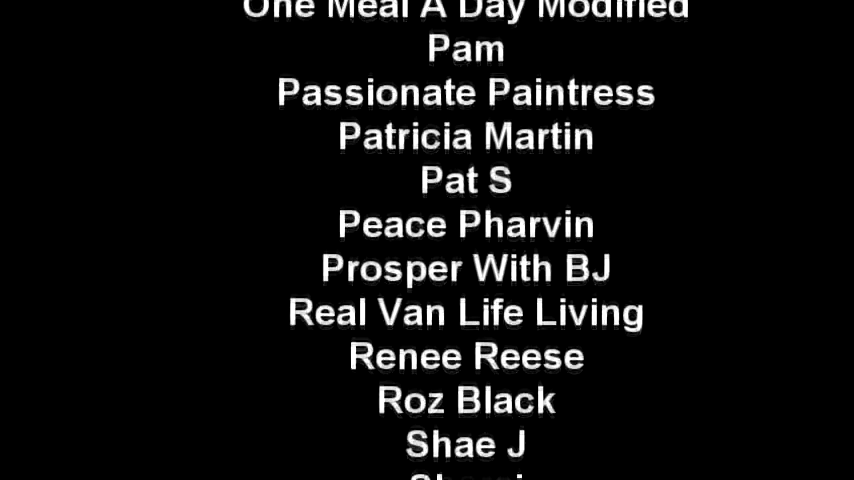 One Meal A Day Modified
Pam
Passionate Paintress
Patricia Martin
Pat S
Peace Pharvin
Prosper With BJ
Real Van Life Living
Renee Reese
Roz Black
Shae J